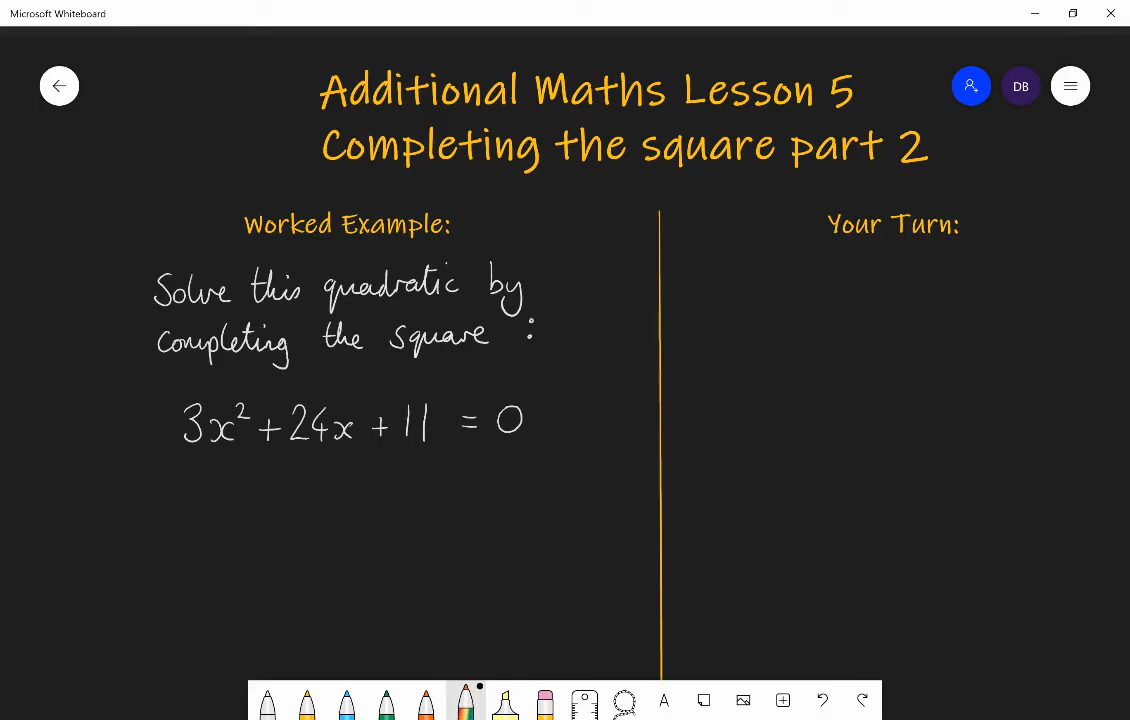 Microsoft Whiteboard
Additional Maths Lesson 5
DB
Completing the square part 2
Worked Example:
Your Turn:
Solve this quadratic by
completing the square :
3x² + 24x + 11 = 0
A